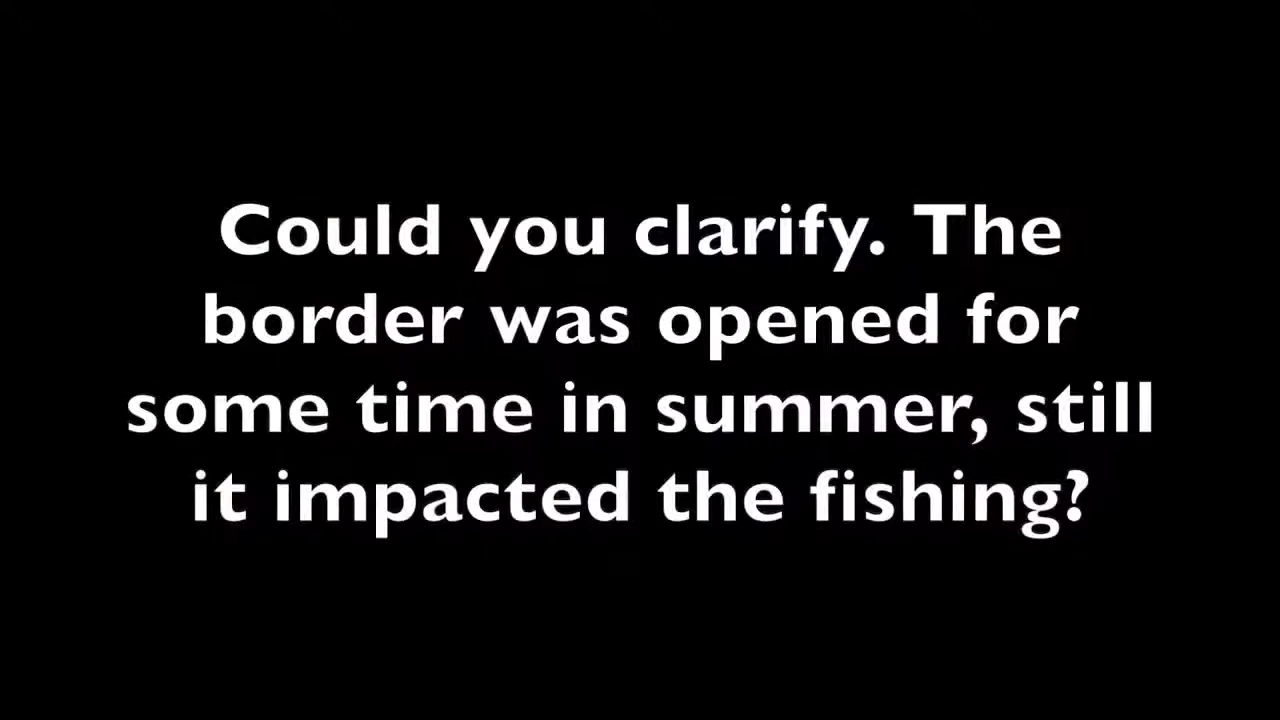 Could you clarify. The
border was opened for
some time in summer, still
it impacted the fishing?